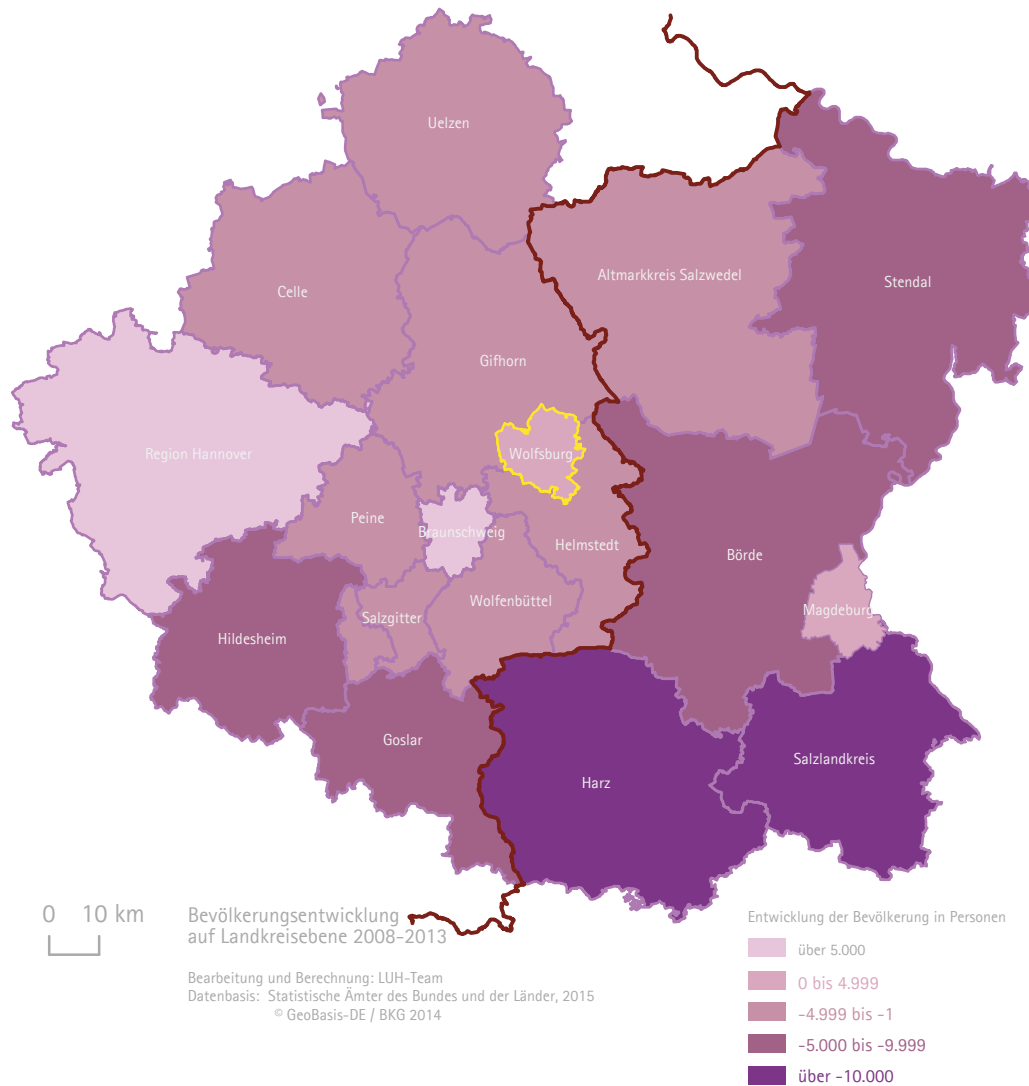 Uelzen
Altmarkkreis Salzwedel
Stendal
Celle
Gifhorn
Region Hannover
Wolfsburg
Peine
Braunschweig
Helmstedt
Börde
Wolfenbüttel
Magdeburg
Salzgitter
Hildesheim
Goslar
Salzlandkreis
Harz
0 10 km
Bevölkerungsentwicklung
auf Landkreisebene 2008-2013
Bearbeitung und Berechnung: LUH-Team
Datenbasis: Statistische Ämter des Bundes und der Länder, 2015
© GeoBasis-DE / BKG 2014
Entwicklung der Bevölkerung in Personen
über 5.000
0 bis 4.999
-4.999 bis -1
-5.000 bis -9.999
über -10.000